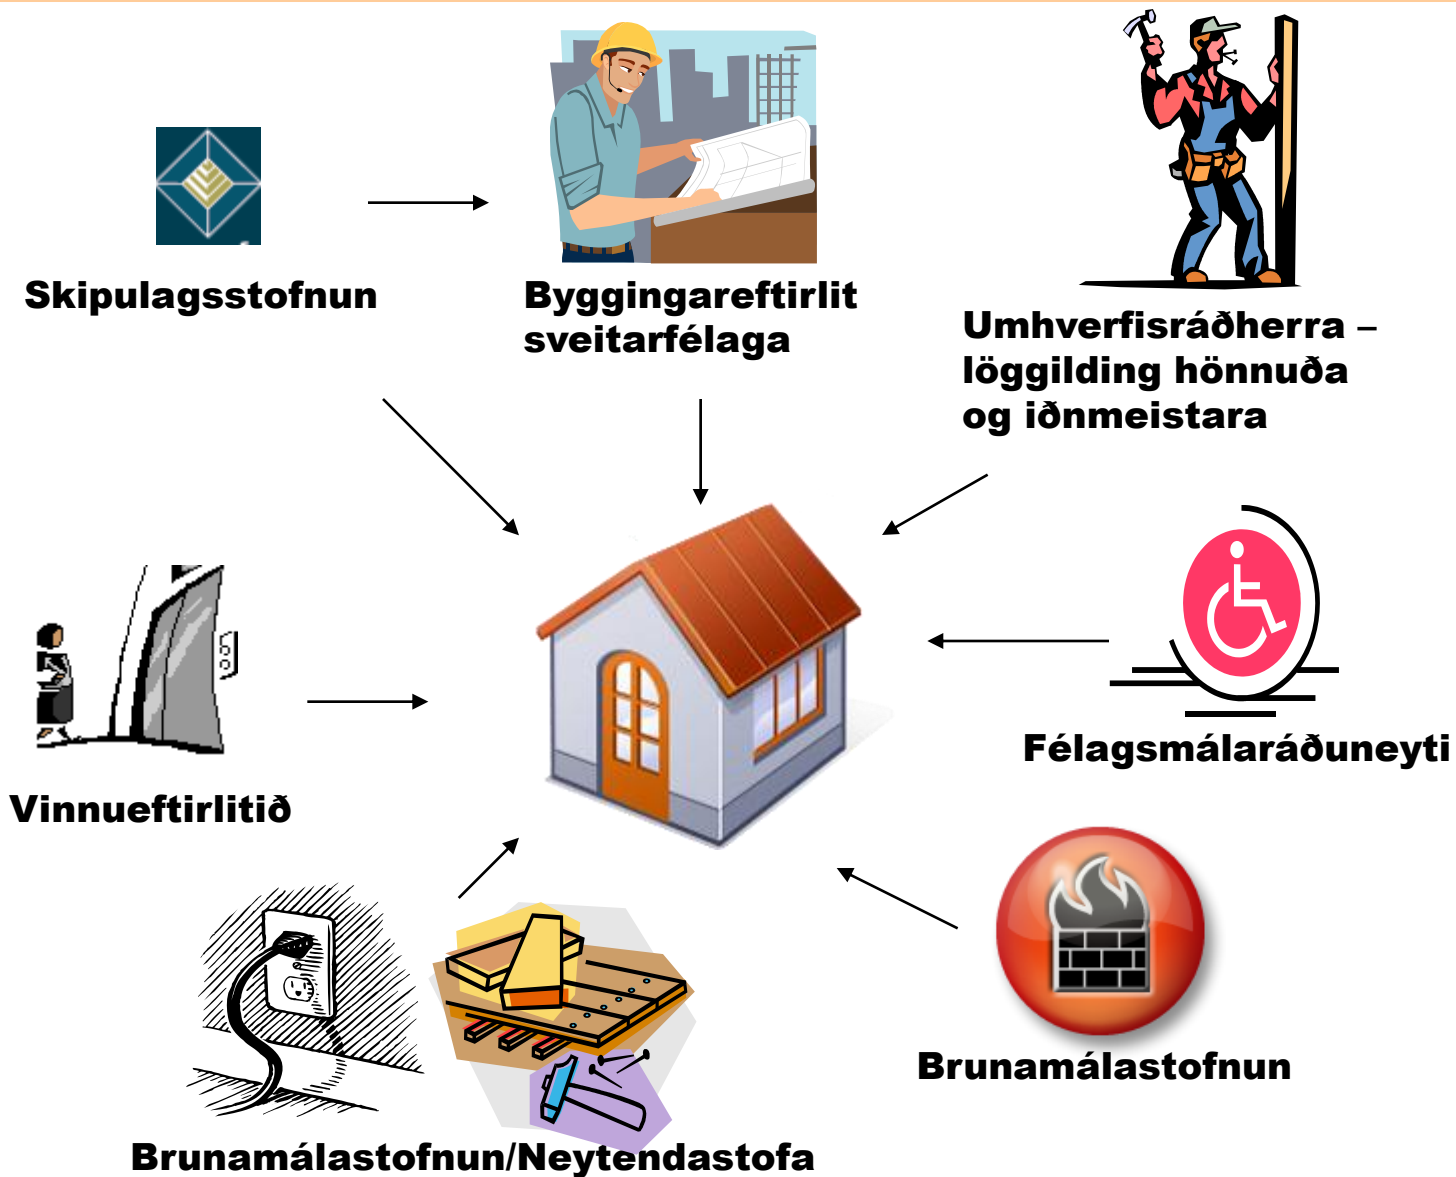 Skipulagsstofnun
Byggingareftirlit
sveitarfélaga
Umhverfisráðherra –
löggilding hönnuða
og iðnmeistara
Vinnueftirlitið
Félagsmálaráðuneyti
Brunamálastofnun
Brunamálastofnun/Neytendastofa